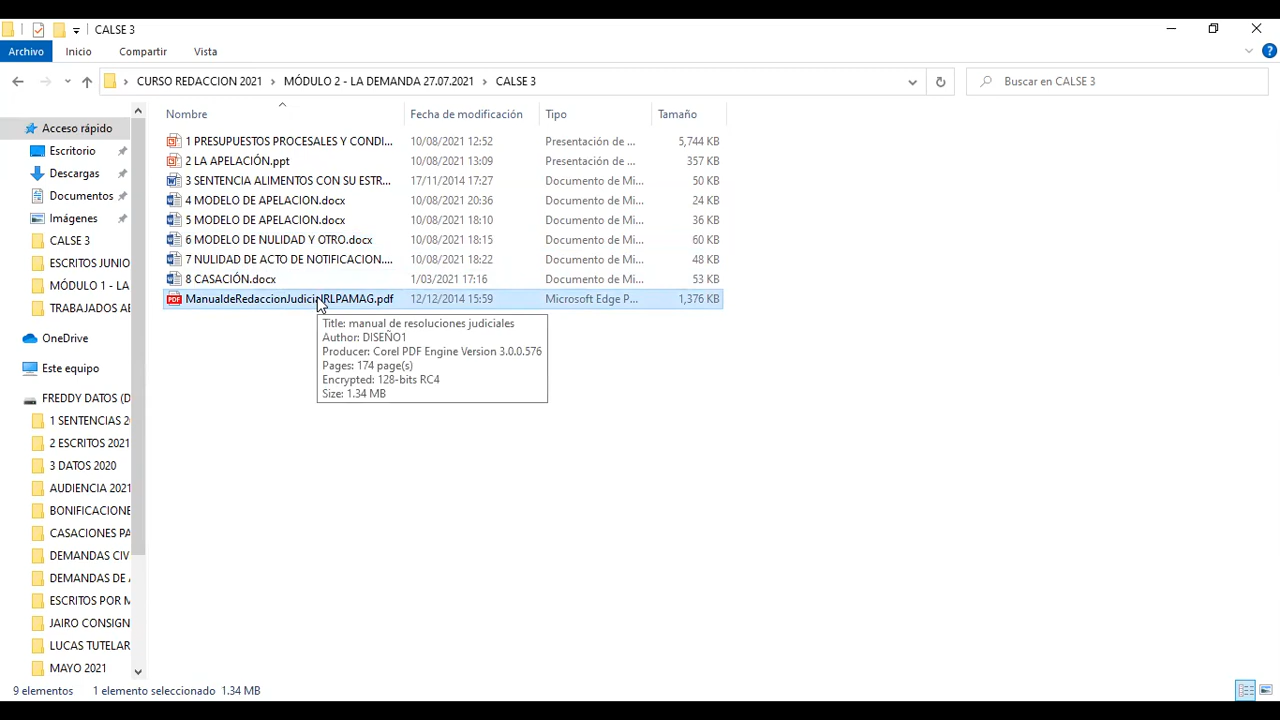 CALSE 3
Archivo Inicio Compartir Vista
CURSO REDACCION 2021 MÓDULO 2 - LA DEMANDA 27.07.2021 CALSE 3 Buscar en CALSE 3
Nombre Fecha de modificación Tipo Tamaño
Acceso rápido
Escritorio
Descargas
Documentos
Imágenes
CALSE 3
ESCRITOS JUNIO
MÓDULO 1 - LA
TRABAJADOS AE
OneDrive
Este equipo
FREDDY DATOS (D
1 SENTENCIAS 2
2 ESCRITOS 2021
3 DATOS 2020
AUDIENCIA 2021
BONIFICACIONE
CASACIONES PA
DEMANDAS CIV
DEMANDAS DE
ESCRITOS POR M
JAIRO CONSIGN
LUCAS TUTELAR
MAYO 2021
1 PRESUPUESTOS PROCESALES Y CONDI... 10/08/2021 12:52 Presentación de ... 5,744 KB
2 LA APELACIÓN.ppt 10/08/2021 13:09 Presentación de ... 357 KB
3 SENTENCIA ALIMENTOS CON SU ESTR... 17/11/2014 17:27 Documento de Mi... 50 KB
4 MODELO DE APELACION.docx 10/08/2021 20:36 Documento de Mi... 24 KB
5 MODELO DE APELACION.docx 10/08/2021 18:10 Documento de Mi... 36 KB
6 MODELO DE NULIDAD Y OTRO.docx 10/08/2021 18:15 Documento de Mi... 60 KB
7 NULIDAD DE ACTO DE NOTIFICACION.... 10/08/2021 18:22 Documento de Mi... 48 KB
8 CASACIÓN.docx 1/03/2021 17:16 Documento de Mi... 53 KB
12/12/2014 15:59 Microsoft Edge P... 1,376 KB
Title: manual de resoluciones judiciales
Author: DISEÑO1
Producer: Corel PDF Engine Version 3.0.0.576
Pages: 174 page(s)
Encrypted: 128-bits RC4
Size: 1.34 MB
9 elementos 1 elemento seleccionado 1.34 MB